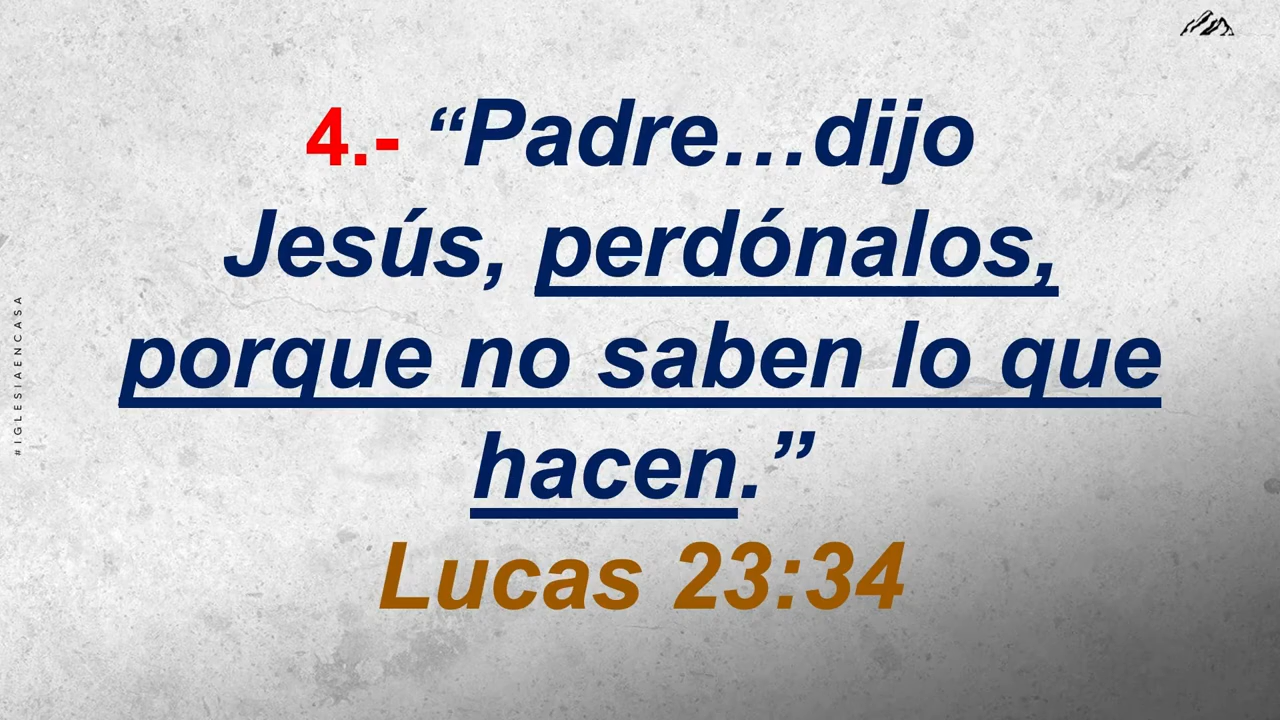 4.- “Padre…dijo
Jesús, perdónalos,
porque no saben lo que
hacen.”
Lucas 23:34
#IGLESIAENCASA